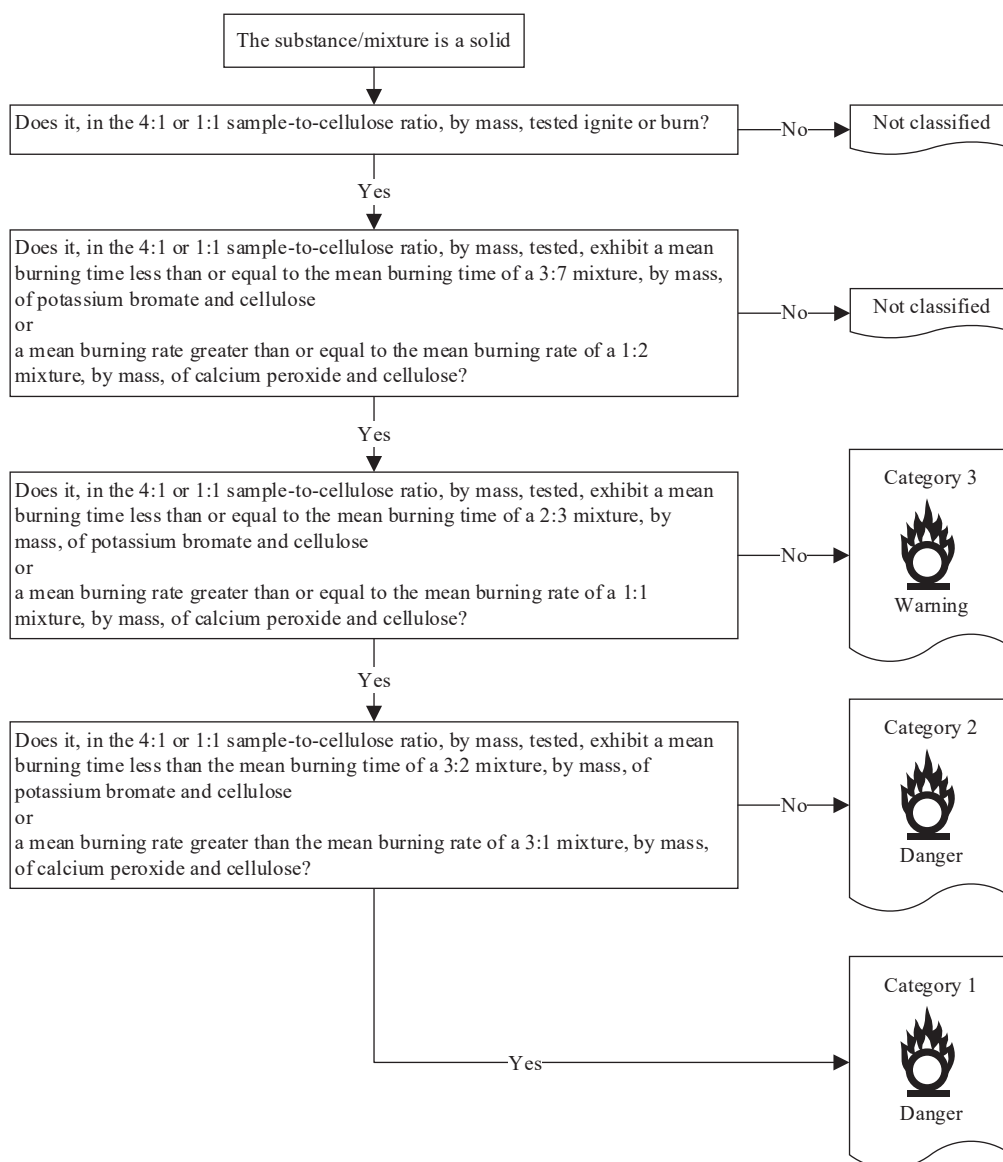 The substance/mixture is a solid
Does it, in the 4:1 or 1:1 sample-to-cellulose ratio, by mass, tested ignite or burn?
No
Not classified
Yes
Does it, in the 4:1 or 1:1 sample-to-cellulose ratio, by mass, tested, exhibit a mean
burning time less than or equal to the mean burning time of a 3:7 mixture, by mass,
of potassium bromate and cellulose
or
a mean burning rate greater than or equal to the mean burning rate of a 1:2
mixture, by mass, of calcium peroxide and cellulose?
No
Not classified
Yes
Does it, in the 4:1 or 1:1 sample-to-cellulose ratio, by mass, tested, exhibit a mean
burning time less than or equal to the mean burning time of a 2:3 mixture, by
mass, of potassium bromate and cellulose
or
a mean burning rate greater than or equal to the mean burning rate of a 1:1
mixture, by mass, of calcium peroxide and cellulose?
No
Category 3
Warning
Yes
Does it, in the 4:1 or 1:1 sample-to-cellulose ratio, by mass, tested, exhibit a mean
burning time less than the mean burning time of a 3:2 mixture, by mass, of
potassium bromate and cellulose
or
a mean burning rate greater than the mean burning rate of a 3:1 mixture, by mass,
of calcium peroxide and cellulose?
No
Category 2
Danger
Yes
Category 1
Danger